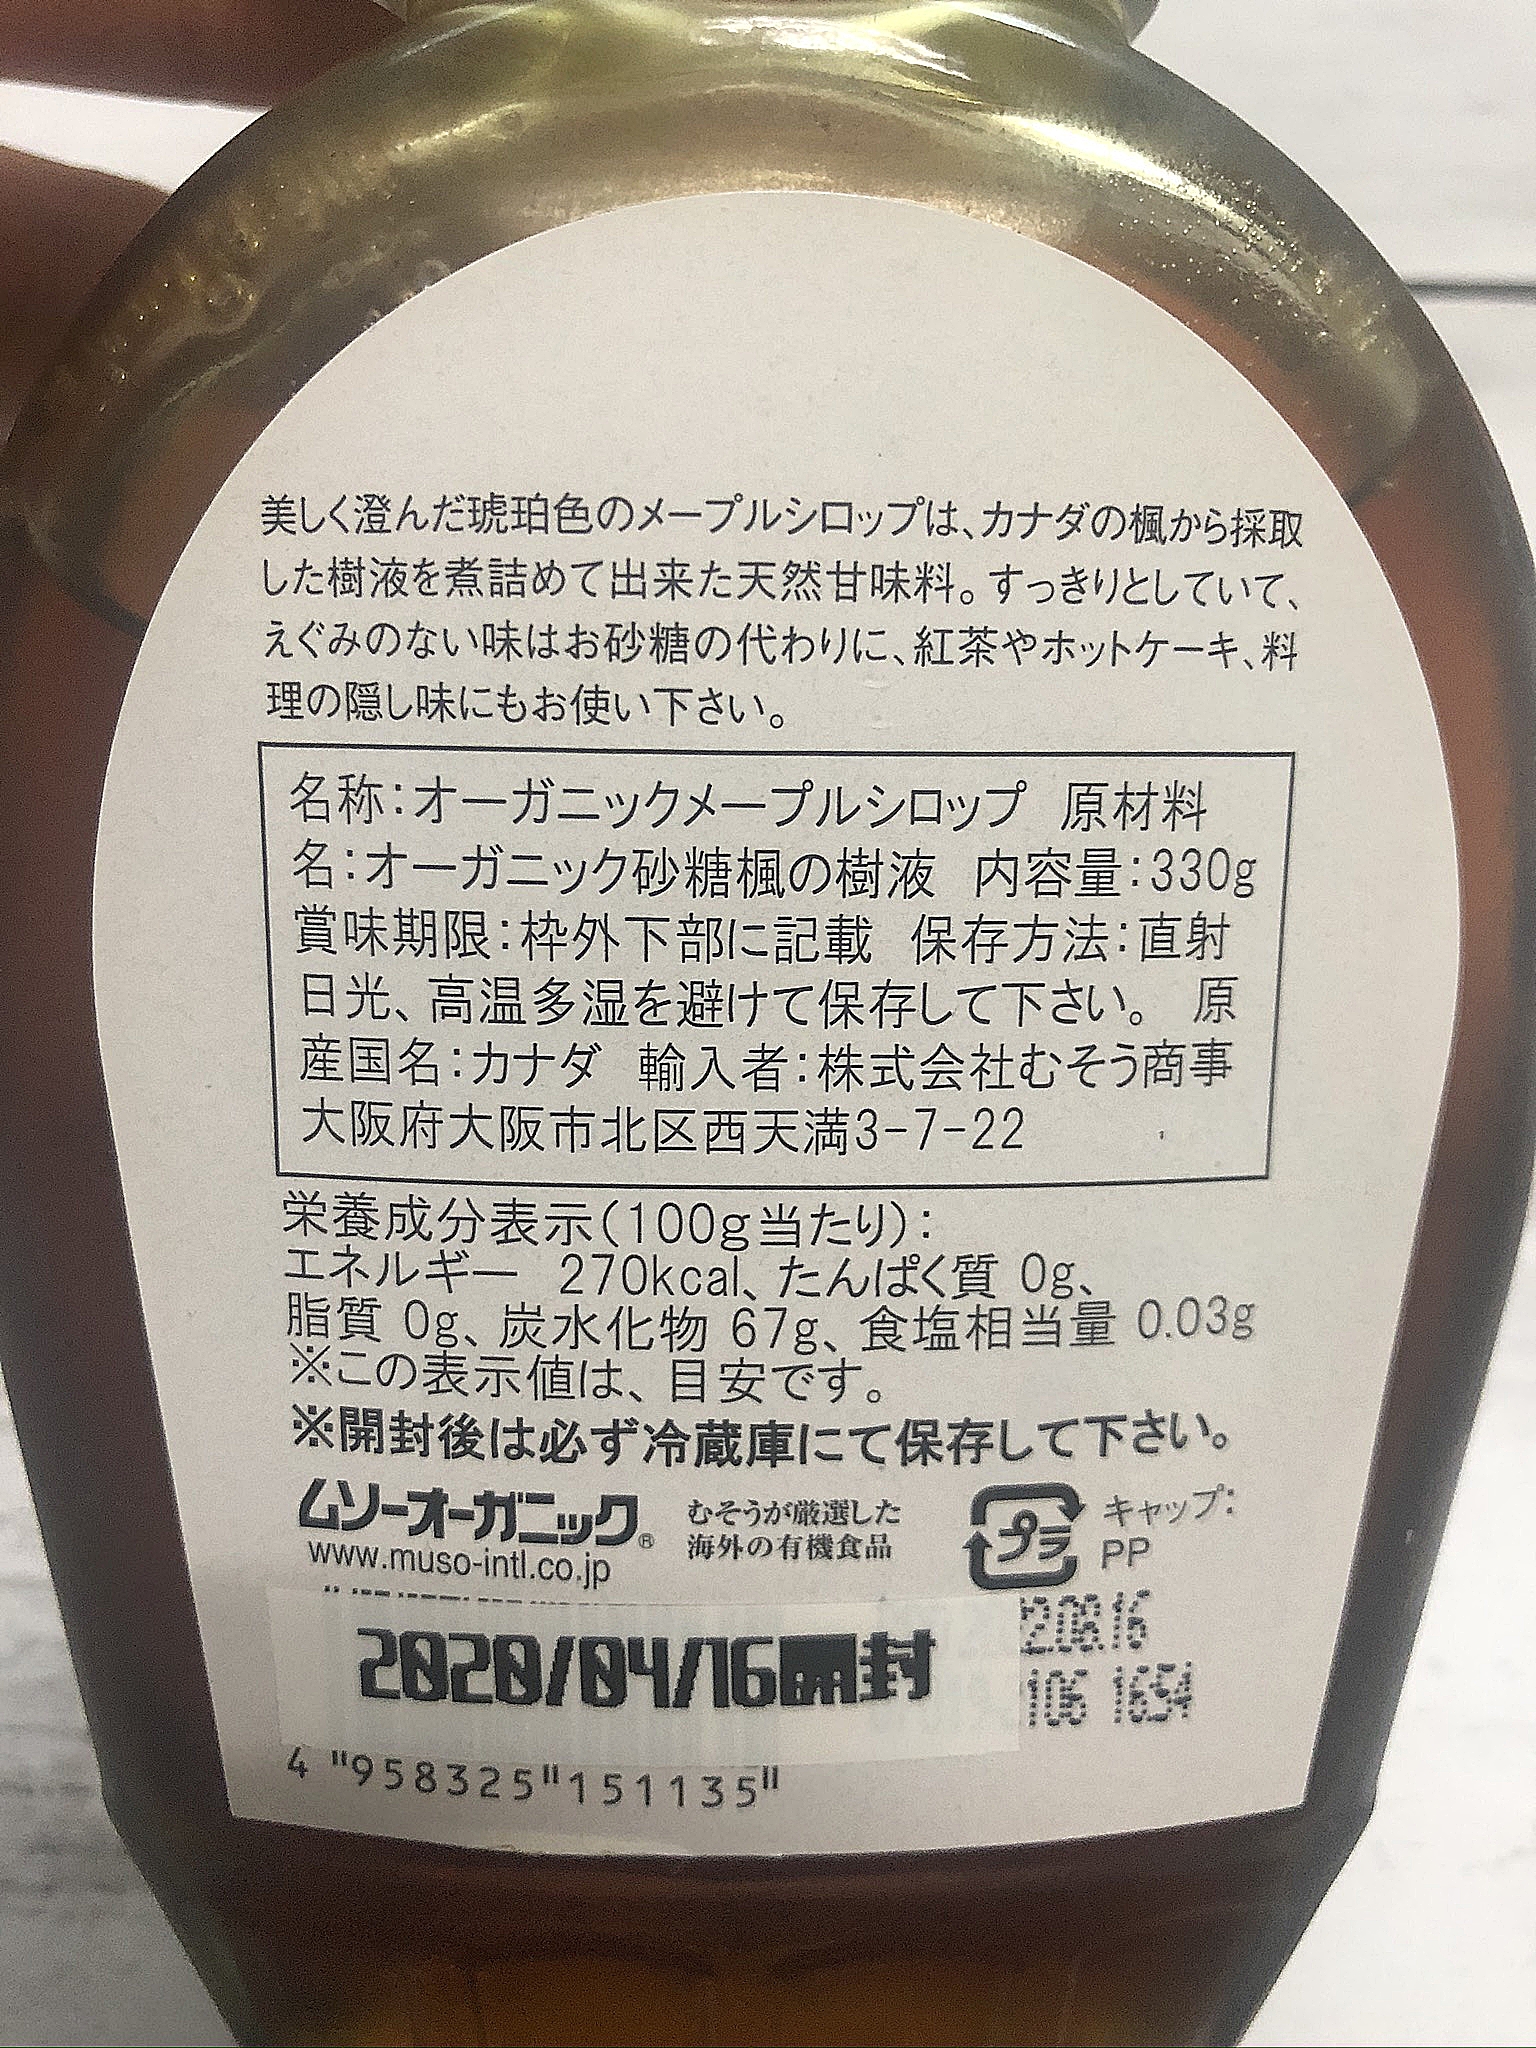 美しく澄んだ琥珀色のメープルシロップは、カナダの楓から採取
した樹液を煮詰めて出来た天然甘味料。すっきりとしていて、
えぐみのない味はお砂糖の代わりに、紅茶やホットケーキ、料
理の隠し味にもお使い下さい。
名称：オーガニックメープルシロップ 原材料
名：オーガニック砂糖楓の樹液 内容量：330g
賞味期限：枠外下部に記載 保存方法：直射
日光、高温多湿を避けて保存して下さい。 原
産国名：カナダ 輸入者：株式会社むそう商事
大阪府大阪市北区西天満3-7-22
栄養成分表示（100g当たり）：
エネルギー 270kcal、たんぱく質 0g、
脂質 0g、炭水化物 67g、食塩相当量 0.03g
※この表示値は、目安です。
※開封後は必ず冷蔵庫にて保存して下さい。
ムソーオーガニック®
www.muso-intl.co.jp
むそうが厳選した
海外の有機食品
プラ
キャップ：
PP
2020/04/16開封
22.08.16
106 1654
4 "958325"151135"